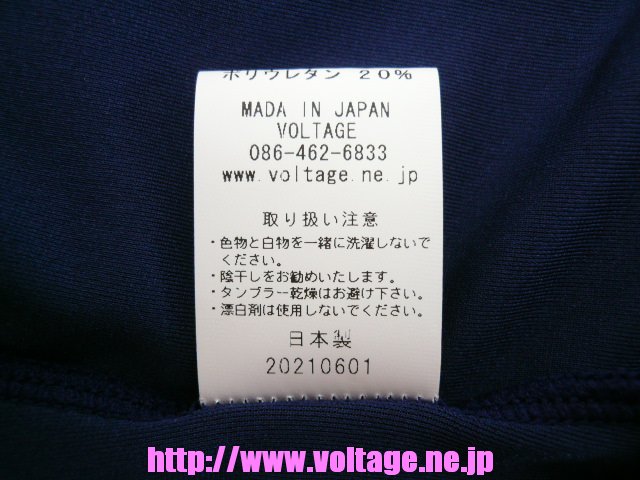 ポリウレタン 20%
MADA IN JAPAN
VOLTAGE
086-462-6833
www.voltage.ne.jp
取り扱い注意
・色物と白物を一緒に洗濯しないで
ください。
・陰干しをお勧めいたします。
・タンブラー乾燥はお避け下さい。
・漂白剤は使用しないでください。
日本製
20210601
http://www.voltage.ne.jp